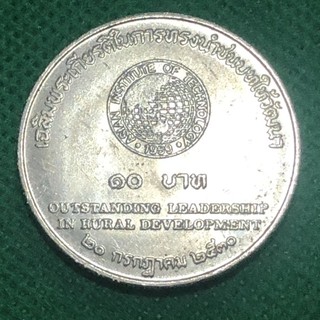 เฉลิมพระเกียรติในการทรงนำชนบทให้วัฒนา
ASIAN INSTITUTE OF TECHNOLOGY
1959
๑๐ บาท
OUTSTANDING LEADERSHIP
IN RURAL DEVELOPMENT
๒๐ กรกฎาคม ๒๕๓๐